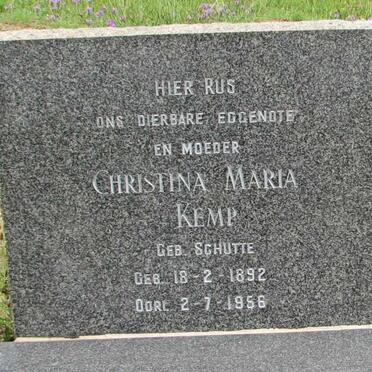 HIER RUS
ONS DIERBARE EGGENOTE
EN MOEDER
CHRISTINA MARIA
KEMP
GEB. SCHUTTE
GEB. 18-2-1892
OORL. 2-7-1956